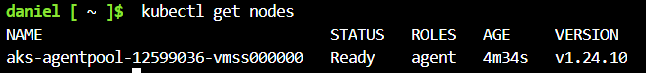 daniel [ ~ ]$ kubectl get nodes
NAME STATUS ROLES AGE VERSION
aks-agentpool-12599036-vmss000000 Ready agent 4m34s v1.24.10